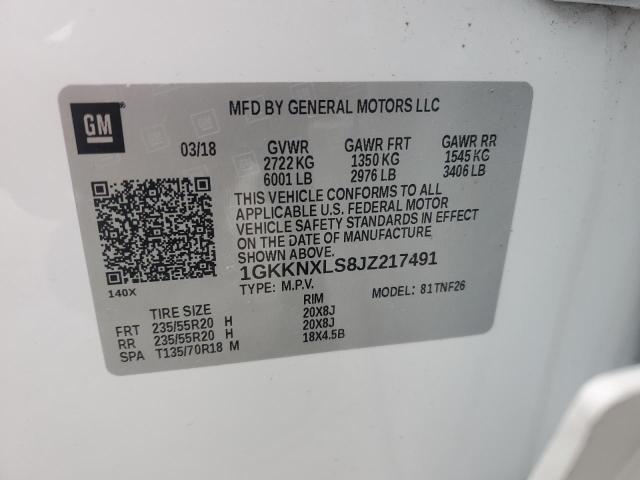 GM
MFD BY GENERAL MOTORS LLC
03/18 GVWR GAWR FRT GAWR RR
2722 KG 1350 KG 1545 KG
6001 LB 2976 LB 3406 LB
THIS VEHICLE CONFORMS TO ALL
APPLICABLE U.S. FEDERAL MOTOR
VEHICLE SAFETY STANDARDS IN EFFECT
ON THE DATE OF MANUFACTURE
SHOWN ABOVE.
1GKKNXLS8JZ217491
140X TYPE: M.P.V. MODEL: 81TNF26
TIRE SIZE RIM
FRT 235/55R20 H 20X8J
RR 235/55R20 H 20X8J
SPA T135/70R18 M 18X4.5B